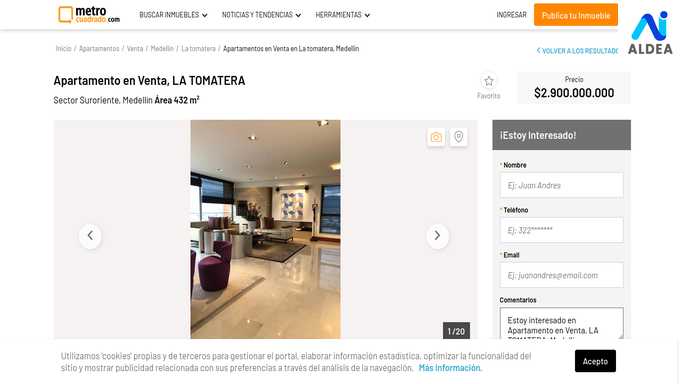 metro
cuadrado.com
BUSCAR INMUEBLES
NOTICIAS Y TENDENCIAS
HERRAMIENTAS
INGRESAR
Publica tu Inmueble
ALDEA
Inicio / Apartamentos / Venta / Medellín / La tomatera / Apartamentos en Venta en La tomatera, Medellín
VOLVER A LOS RESULTADO
Apartamento en Venta, LA TOMATERA
Sector Suroriente, Medellín Área 432 m²
Favorito
Precio
$2.900.000.000
¡Estoy Interesado!
* Nombre
Ej: Juan Andres
* Teléfono
Ej: 322*******
* Email
Ej: juanandres@email.com
Comentarios
Estoy interesado en
Apartamento en Venta, LA
1 / 20
Utilizamos 'cookies' propias y de terceros para gestionar el portal, elaborar información estadística, optimizar la funcionalidad del
sitio y mostrar publicidad relacionada con sus preferencias a través del análisis de la navegación. Más Información.
Acepto